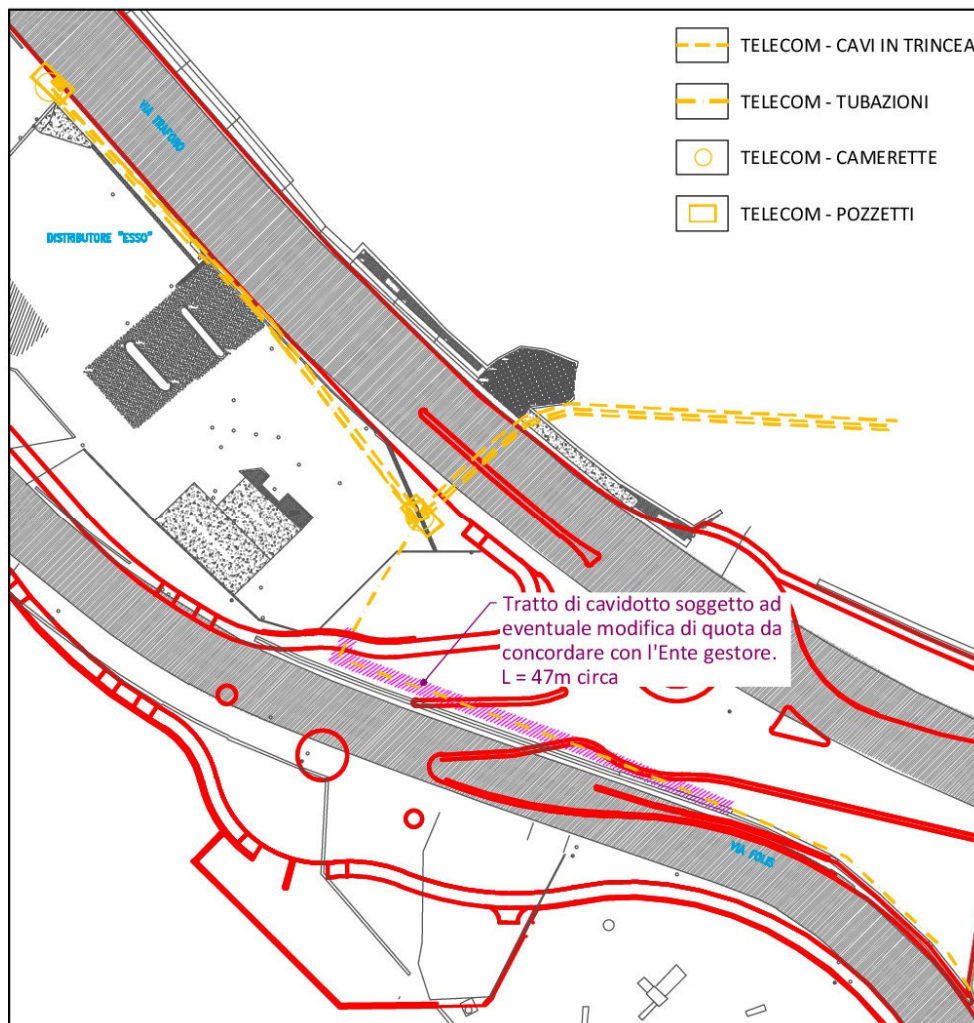 TELECOM - CAVI IN TRINCEA
TELECOM - TUBAZIONI
TELECOM - CAMERETTE
TELECOM - POZZETTI
VIA TRAFORO
DISTRIBUTORE "ESSO"
Tratto di cavidotto soggetto ad
eventuale modifica di quota da
concordare con l'Ente gestore.
L = 47m circa
VIA FOLIS